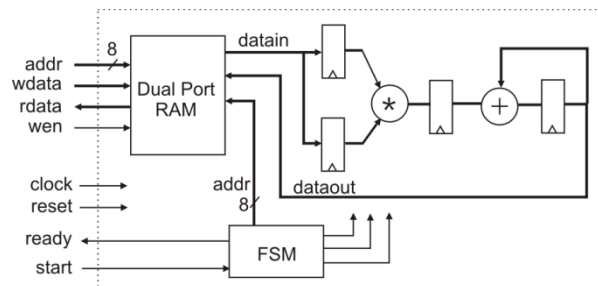 8
datain
addr
wdata
rdata
wen
Dual Port
RAM
*
+
clock
reset
addr
8
dataout
ready
start
FSM